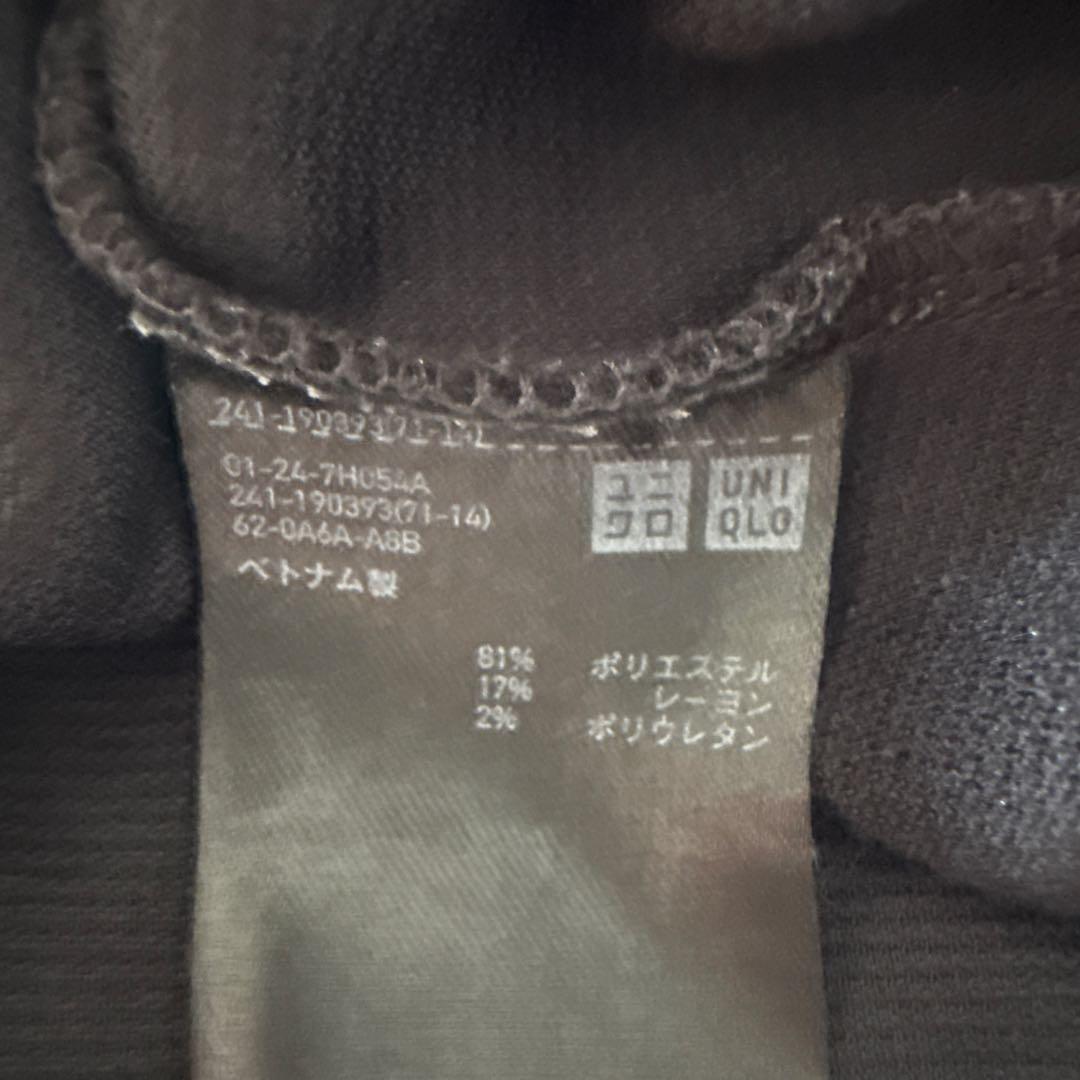 241-190393(71-14)
01-24-7H054A
241-190393(71-14)
62-0A6A-A8B
ベトナム製
ユニ
クロ
UNI
QLO
81% ポリエステル
17% レーヨン
2% ポリウレタン